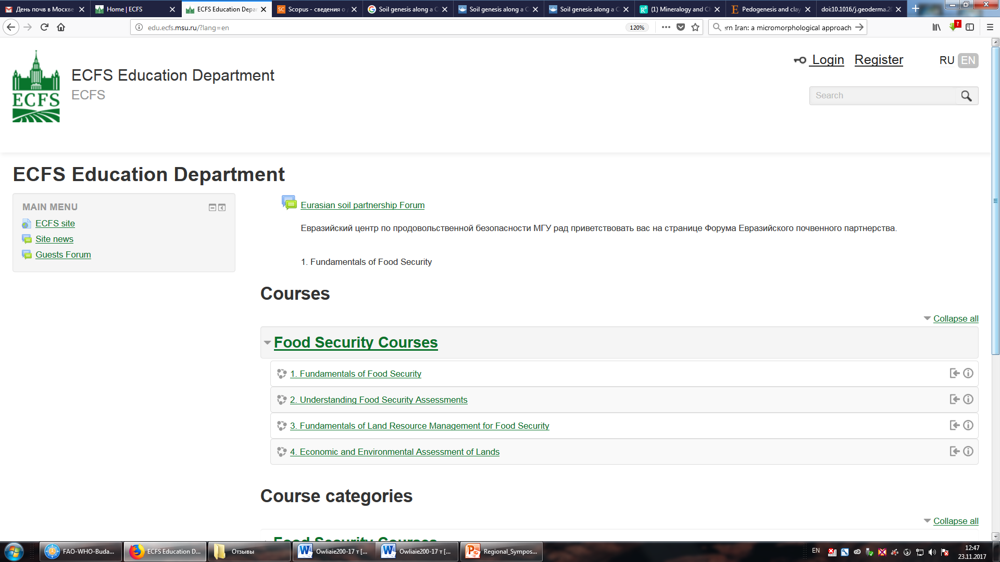 День почв в Москве
Home | ECFS
ECFS Education Depar
Scopus - сведения о
Soil genesis along a C
Soil genesis along a C
Soil genesis along a C
(1) Mineralogy and Ch
Pedogenesis and clay
doi:10.1016/j.geoderma.20
edu.ecfs.msu.ru/?lang=en
120%
ern Iran: a micromorphological approach
ECFS
ECFS Education Department
ECFS
Login
Register
RU
EN
Search
ECFS Education Department
MAIN MENU
ECFS site
Site news
Guests Forum
Eurasian soil partnership Forum
Евразийский центр по продовольственной безопасности МГУ рад приветствовать вас на странице Форума Евразийского почвенного партнерства.
1. Fundamentals of Food Security
Courses
Collapse all
Food Security Courses
1. Fundamentals of Food Security
2. Understanding Food Security Assessments
3. Fundamentals of Land Resource Management for Food Security
4. Economic and Environmental Assessment of Lands
Course categories
Collapse all
Food Security Courses
FAO-WHO-Buda...
ECFS Education D...
Отзывы
Owliaie200-17 т [...
Owliaie200-17 т [...
Regional_Sympos...
EN
12:47
23.11.2017